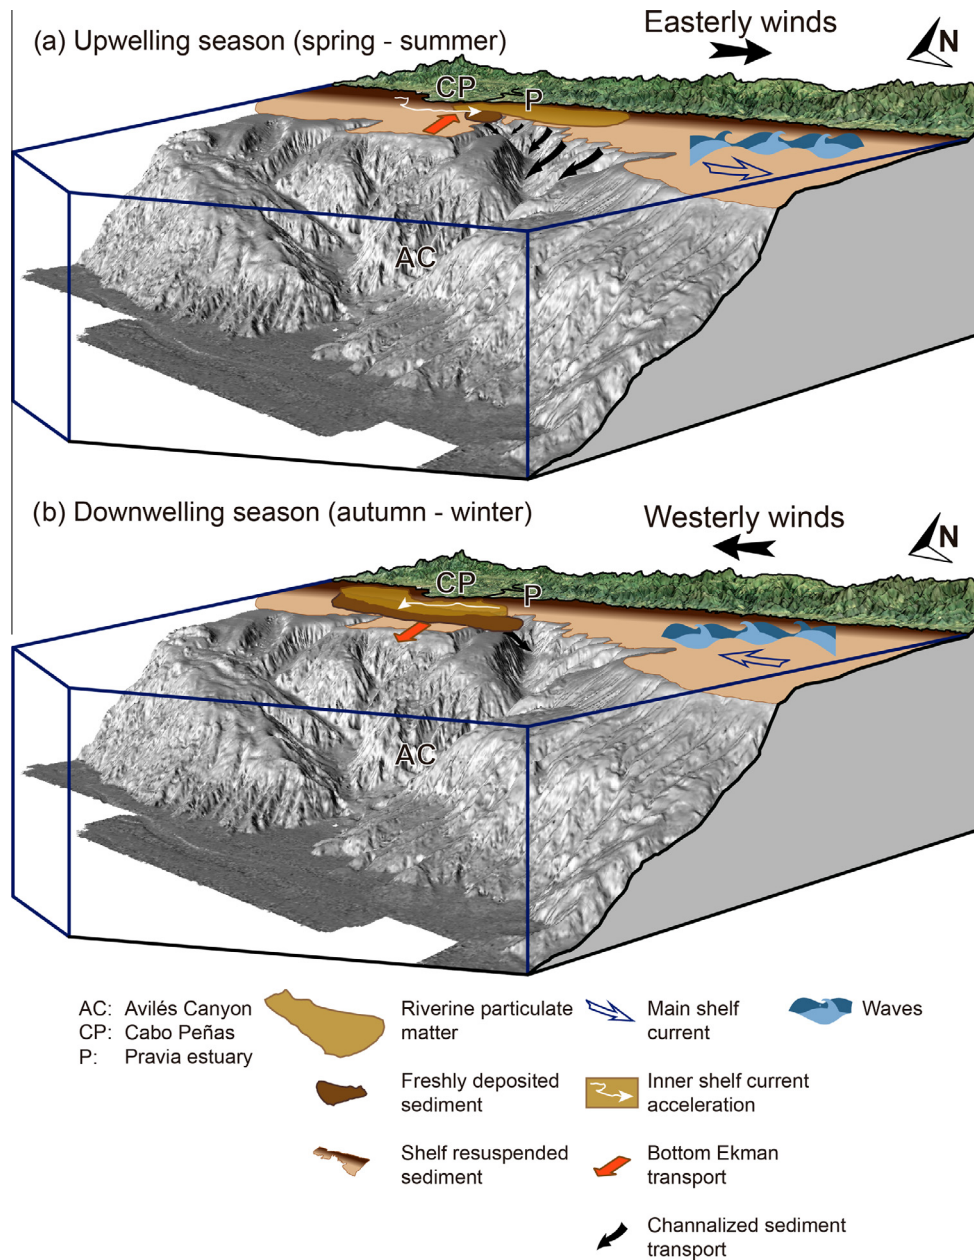 (a) Upwelling season (spring - summer)
Easterly winds
N
CP
P
AC
(b) Downwelling season (autumn - winter)
Westerly winds
N
CP
P
AC
AC: Avilés Canyon
CP: Cabo Peñas
P: Pravia estuary
Riverine particulate
matter
Freshly deposited
sediment
Shelf resuspended
sediment
Main shelf
current
Inner shelf current
acceleration
Bottom Ekman
transport
Channalized sediment
transport
Waves